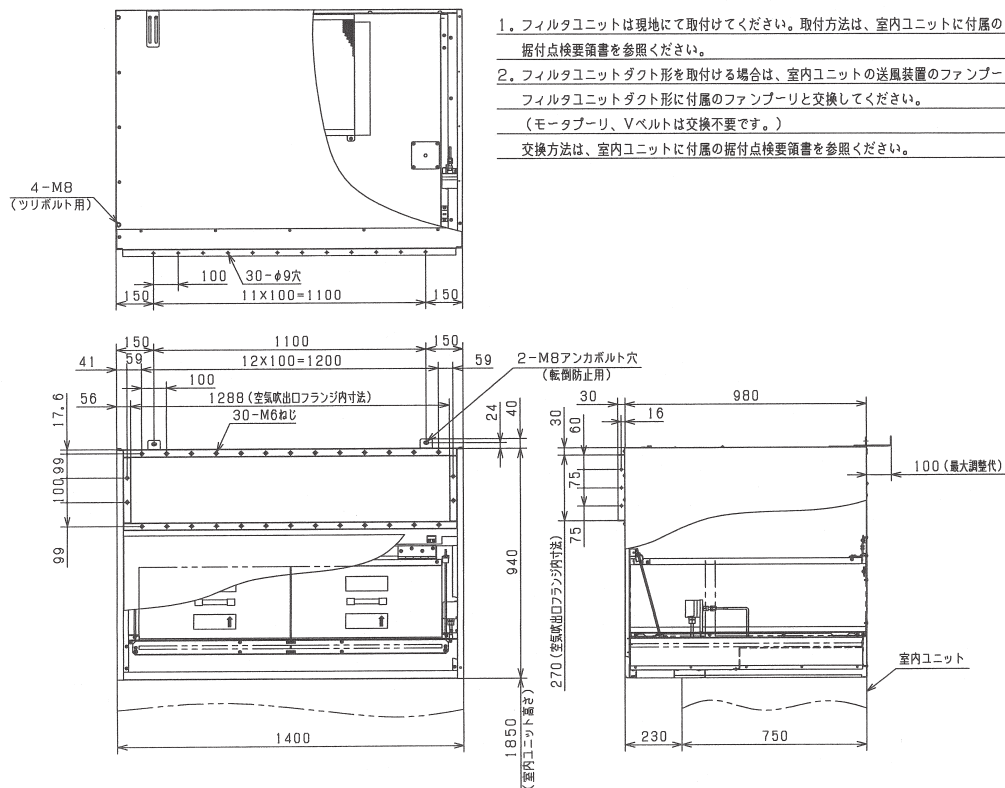 1. フィルタユニットは現地にて取付けてください。取付方法は、室内ユニットに付属の
据付点検要領書を参照ください。
2. フィルタユニットダクト形を取付ける場合は、室内ユニットの送風装置のファンプー
フィルタユニットダクト形に付属のファンプーリと交換してください。
(モータプーリ、Vベルトは交換不要です。)
交換方法は、室内ユニットに付属の据付点検要領書を参照ください。
4-M8
(ツリボルト用)
100
30-φ9穴
150
11X100=1100
150
150
1100
150
41
59
12X100=1200
59
2-M8アンカボルト穴
(転倒防止用)
100
56
1288(空気吹出口フランジ内寸法)
30-M6ねじ
17.6
99
100
99
24
40
940
1850
(室内ユニット高さ)
1400
30
980
30
60
16
75
75
100(最大調整代)
270(空気吹出口フランジ内寸法)
室内ユニット
230
750